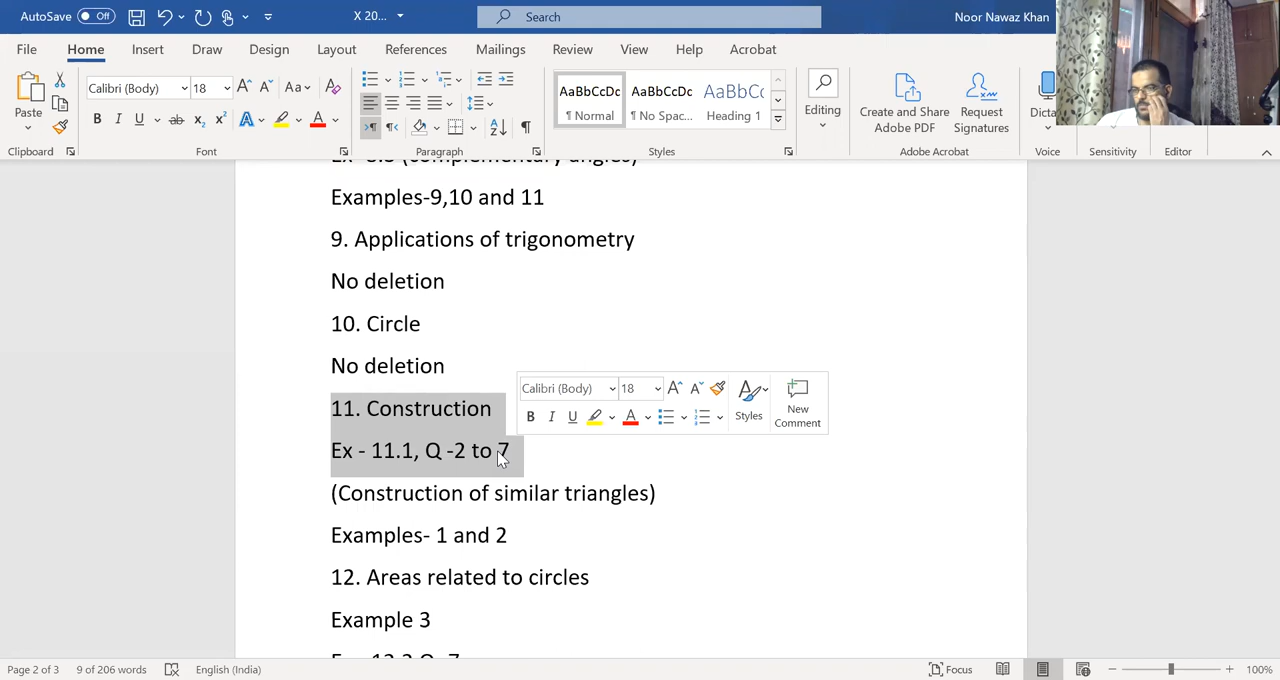 AutoSave Off X 20... Search Noor Nawaz Khan
File Home Insert Draw Design Layout References Mailings Review View Help Acrobat
Paste Calibri (Body) 18 A A Aa A AaBbCcDc AaBbCcDc AaBbCc Editing Create and Share Adobe PDF Request Signatures Dicta
B I U ab x₂ x² A A ¶ Normal ¶ No Spac... Heading 1
Clipboard Font Paragraph Styles Adobe Acrobat Voice Sensitivity Editor
Examples-9,10 and 11
9. Applications of trigonometry
No deletion
10. Circle
No deletion
Calibri (Body) 18 A A
B I U A Styles New Comment
11. Construction
Ex - 11.1, Q -2 to 7
(Construction of similar triangles)
Examples- 1 and 2
12. Areas related to circles
Example 3
Page 2 of 3 9 of 206 words English (India) Focus 100%